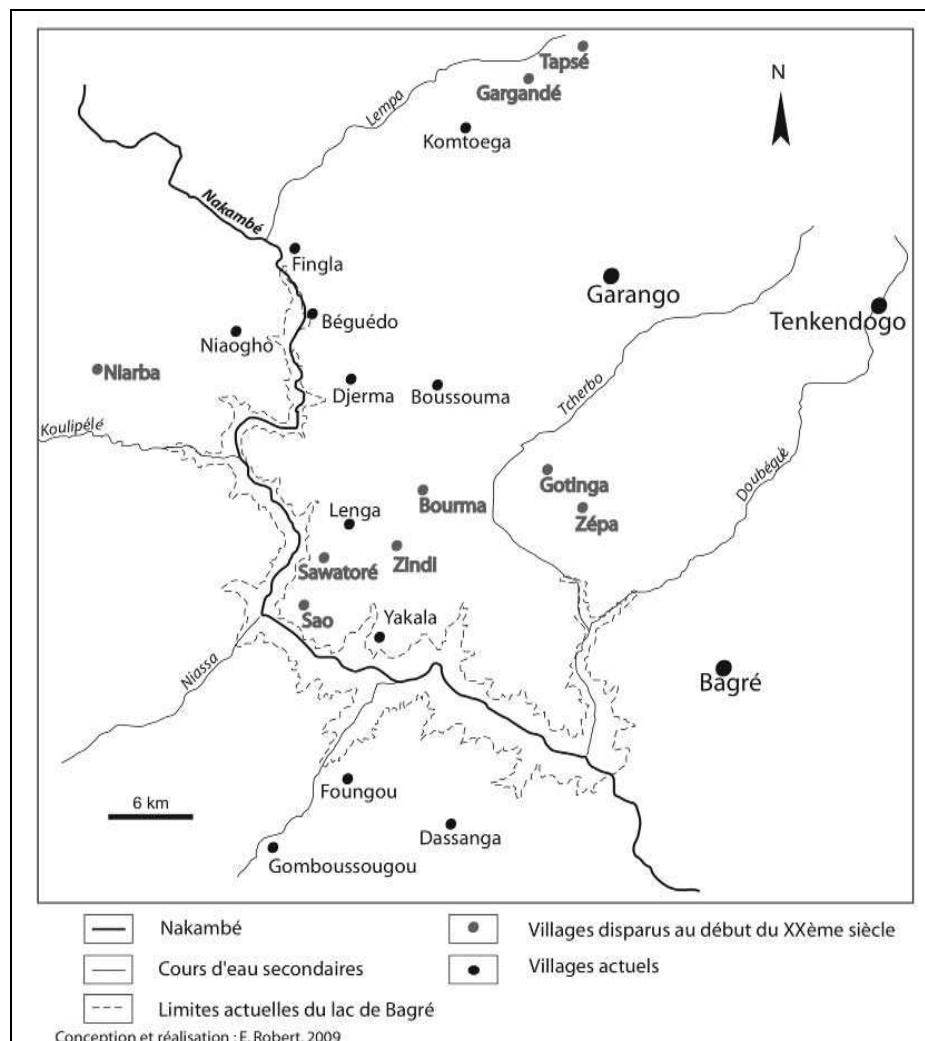 Tapsé
Gargandé
N
Lempa
Komtoega
Nakambé
Fingla
Garango
Béguédo
Tenkendogo
Niaogho
Niarba
Djerma
Boussouma
Tcherbo
Koulipélé
Gotinga
Doubégué
Bourma
Lenga
Zépa
Zindi
Sawatoré
Sao
Yakala
Niassa
Bagré
Foungou
6 km
Dassanga
Gomboussougou
Nakambé
Villages disparus au début du XXème siècle
Cours d'eau secondaires
Villages actuels
Limites actuelles du lac de Bagré
Conception et réalisation : E. Robert, 2009